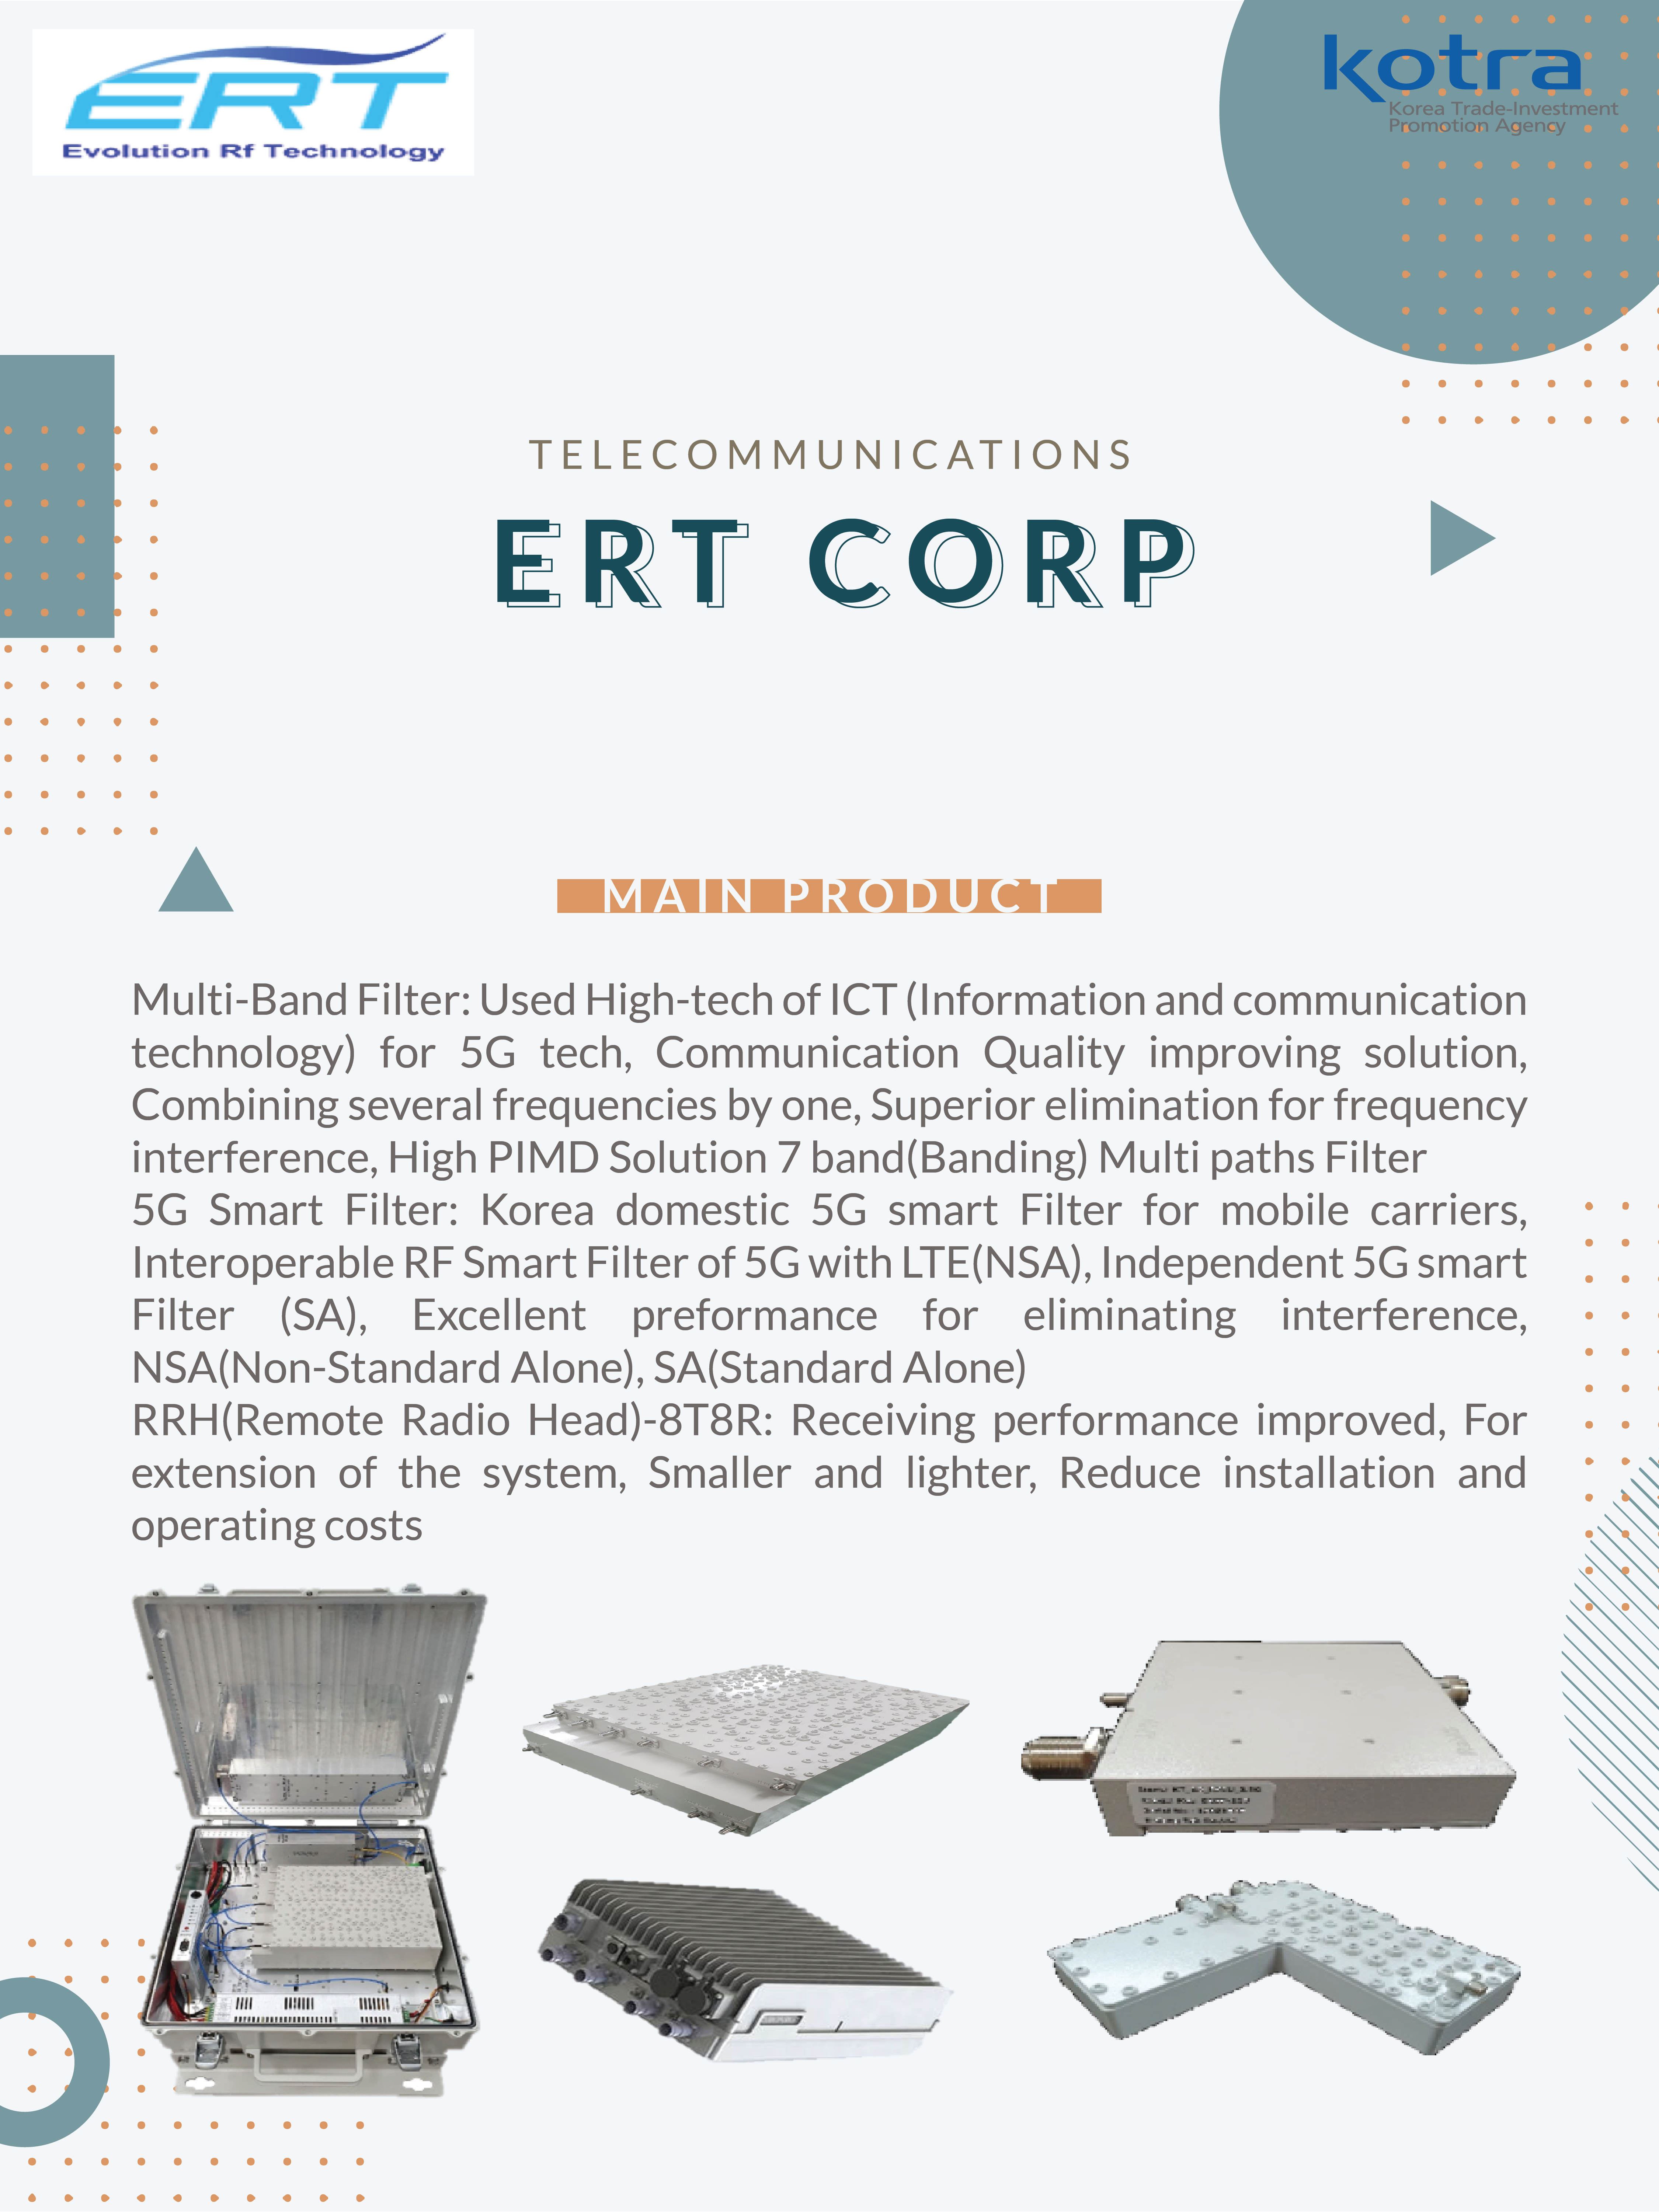 ERT
Evolution Rf Technology
kotra
Korea Trade-Investment
Promotion Agency
TELECOMMUNICATIONS
ERT CORP
MAIN PRODUCT
Multi-Band Filter: Used High-tech of ICT (Information and communication
technology) for 5G tech, Communication Quality improving solution,
Combining several frequencies by one, Superior elimination for frequency
interference, High PIMD Solution 7 band(Banding) Multi paths Filter
5G Smart Filter: Korea domestic 5G smart Filter for mobile carriers,
Interoperable RF Smart Filter of 5G with LTE(NSA), Independent 5G smart
Filter (SA), Excellent preformance for eliminating interference,
NSA(Non-Standard Alone), SA(Standard Alone)
RRH(Remote Radio Head)-8T8R: Receiving performance improved, For
extension of the system, Smaller and lighter, Reduce installation and
operating costs